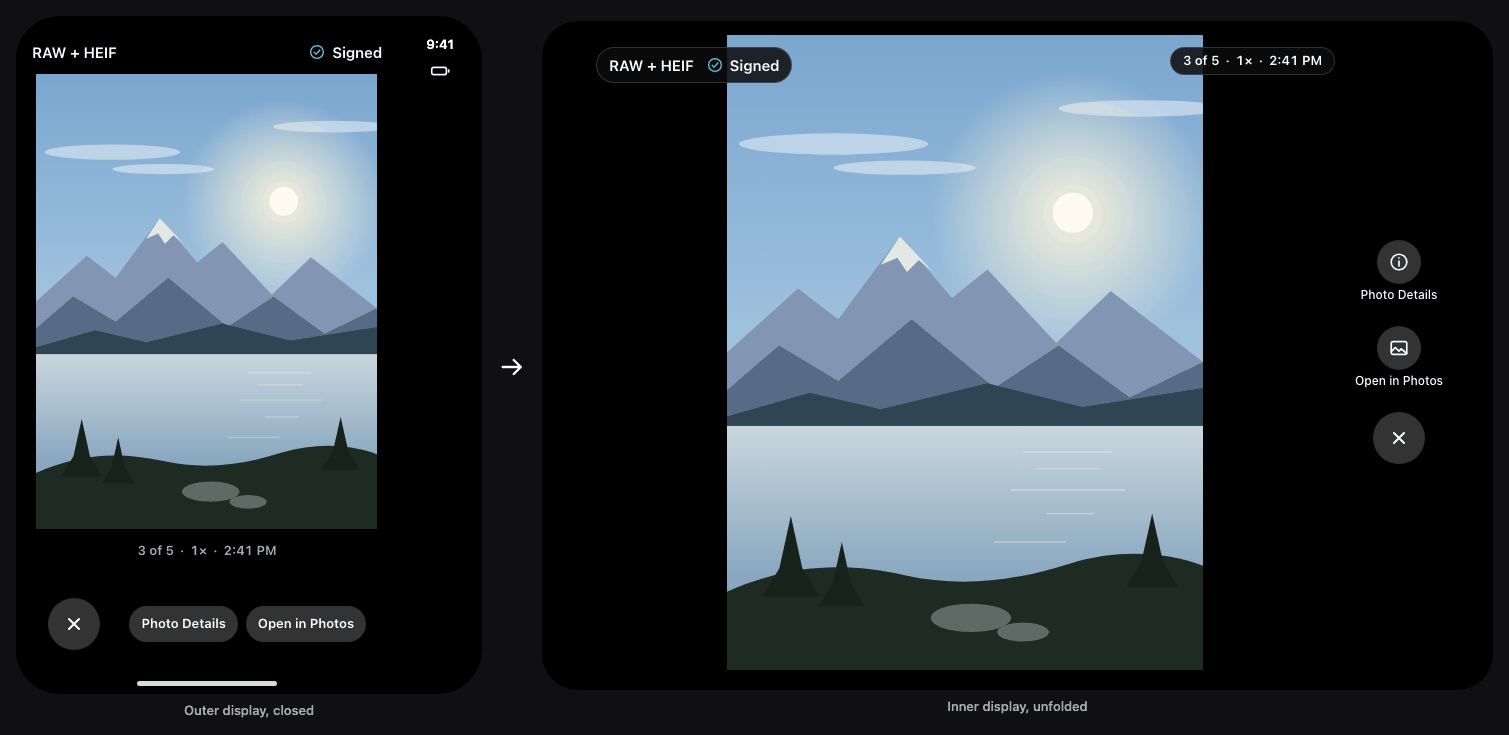 RAW + HEIF
Signed
9:41
3 of 5 · 1× · 2:41 PM
Photo Details
Open in Photos
Outer display, closed
RAW + HEIF
Signed
3 of 5 · 1× · 2:41 PM
Photo Details
Open in Photos
Inner display, unfolded